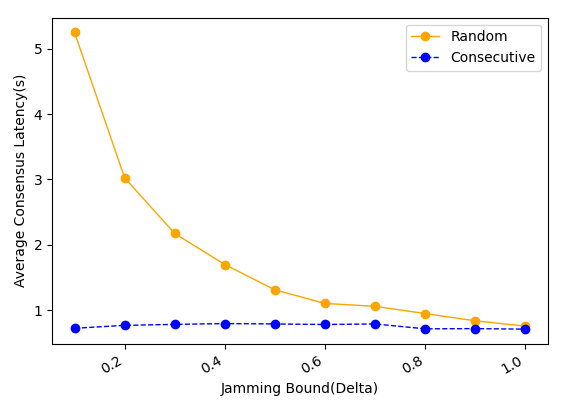 Random
Consecutive
Average Consensus Latency(s)
5
4
3
2
1
0.2
0.4
0.6
0.8
1.0
Jamming Bound(Delta)